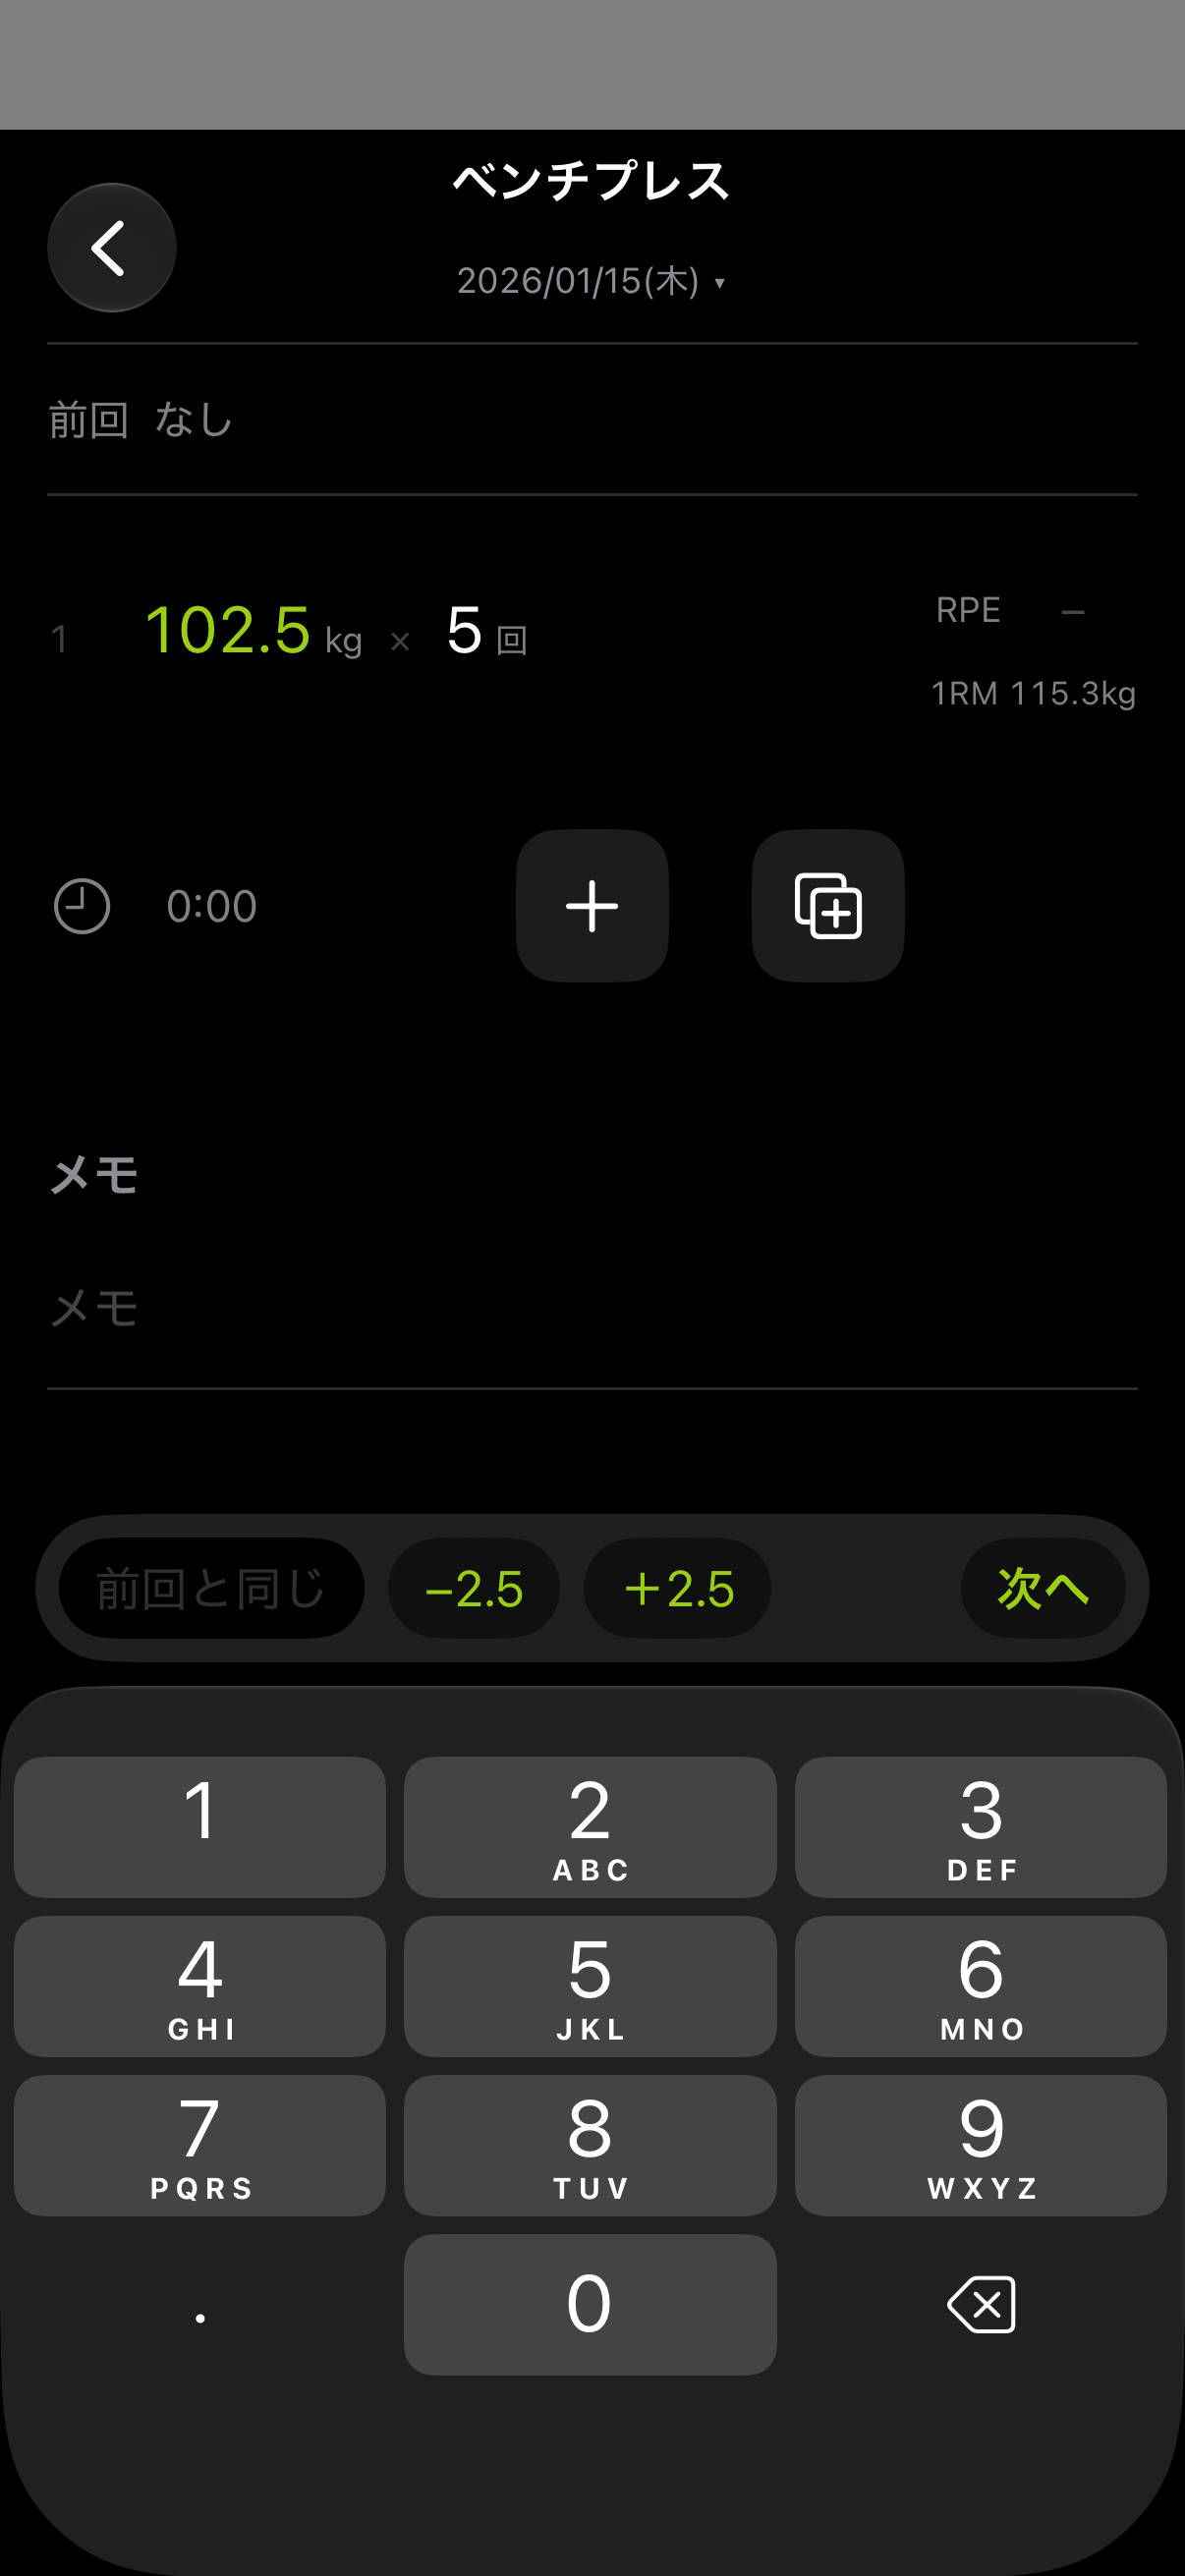 ベンチプレス
2026/01/15(木) ▾
前回 なし
1 102.5 kg × 5 回
RPE –
1RM 115.3kg
0:00
メモ
メモ
前回と同じ −2.5 +2.5 次へ
1 2 3
ABC DEF
4 5 6
GHI JKL MNO
7 8 9
PQRS TUV WXYZ
. 0